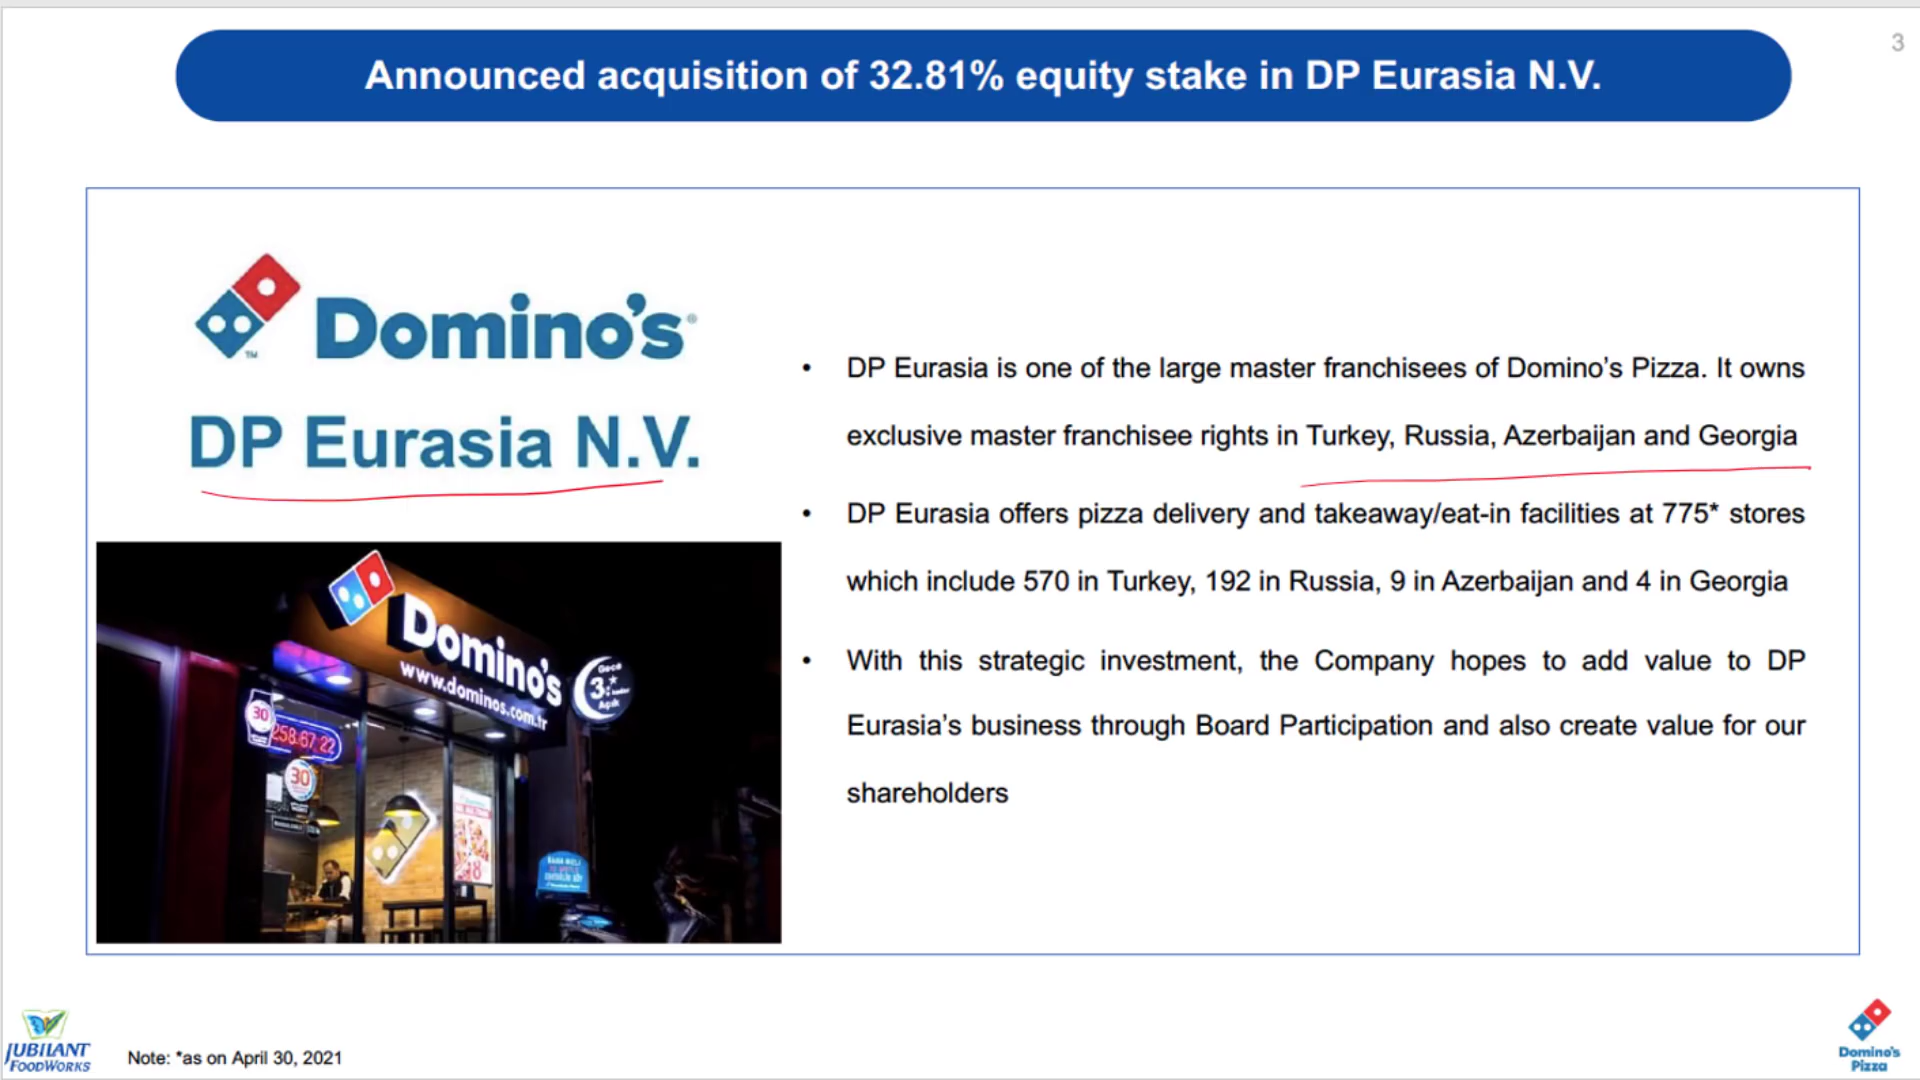 3
Announced acquisition of 32.81% equity stake in DP Eurasia N.V.
Domino's®
TM
DP Eurasia N.V.
• DP Eurasia is one of the large master franchisees of Domino’s Pizza. It owns
exclusive master franchisee rights in Turkey, Russia, Azerbaijan and Georgia
• DP Eurasia offers pizza delivery and takeaway/eat-in facilities at 775* stores
which include 570 in Turkey, 192 in Russia, 9 in Azerbaijan and 4 in Georgia
• With this strategic investment, the Company hopes to add value to DP
Eurasia’s business through Board Participation and also create value for our
shareholders
Domino's
www.dominos.com.tr
Gece
3
Açık
30
258 67 22
30
JUBILANT
FOODWORKS
Note: *as on April 30, 2021
Domino's
Pizza